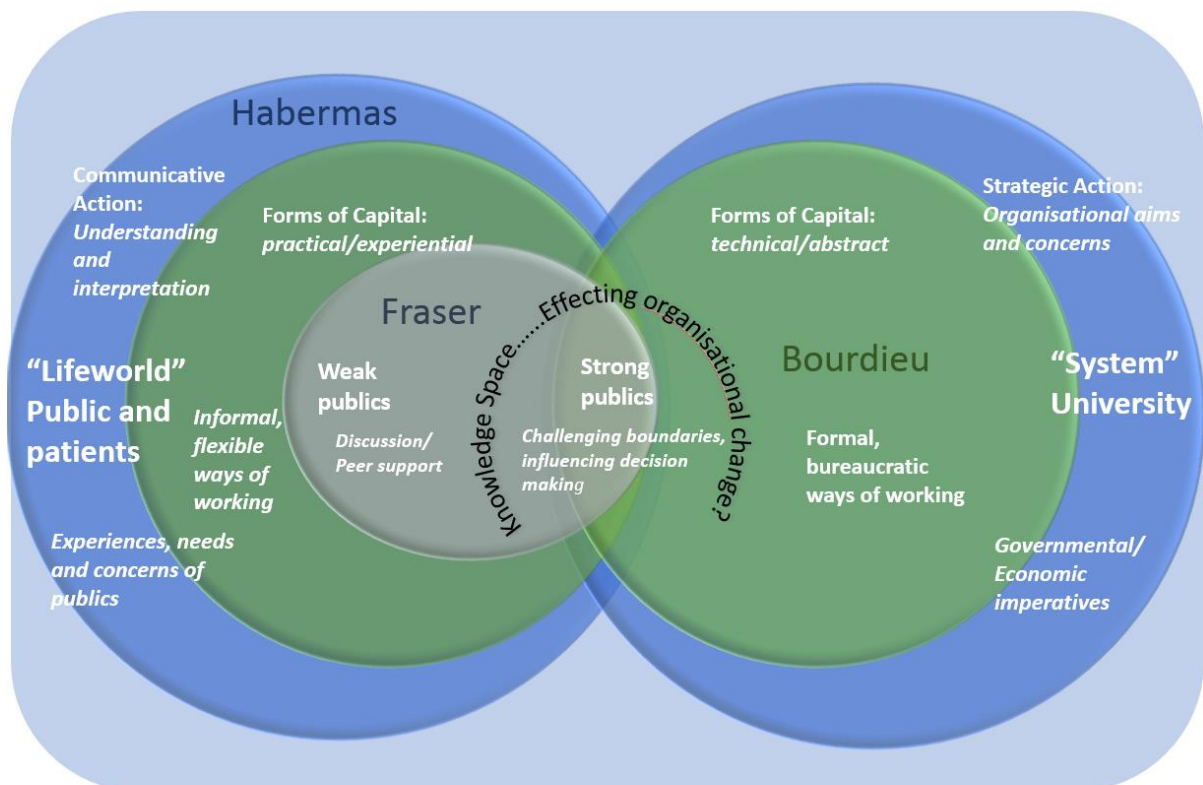 Habermas
Communicative
Action:
Understanding
and
interpretation
Forms of Capital:
practical/experiential
Forms of Capital:
technical/abstract
Strategic Action:
Organisational aims
and concerns
Fraser
Knowledge Space......Effecting organisational change?
Bourdieu
“Lifeworld”
Public and
patients
Weak
publics
Strong
publics
“System”
University
Informal,
flexible
ways of
working
Discussion/
Peer support
Challenging boundaries,
influencing decision
making
Formal,
bureaucratic
ways of working
Experiences, needs
and concerns of
publics
Governmental/
Economic
imperatives